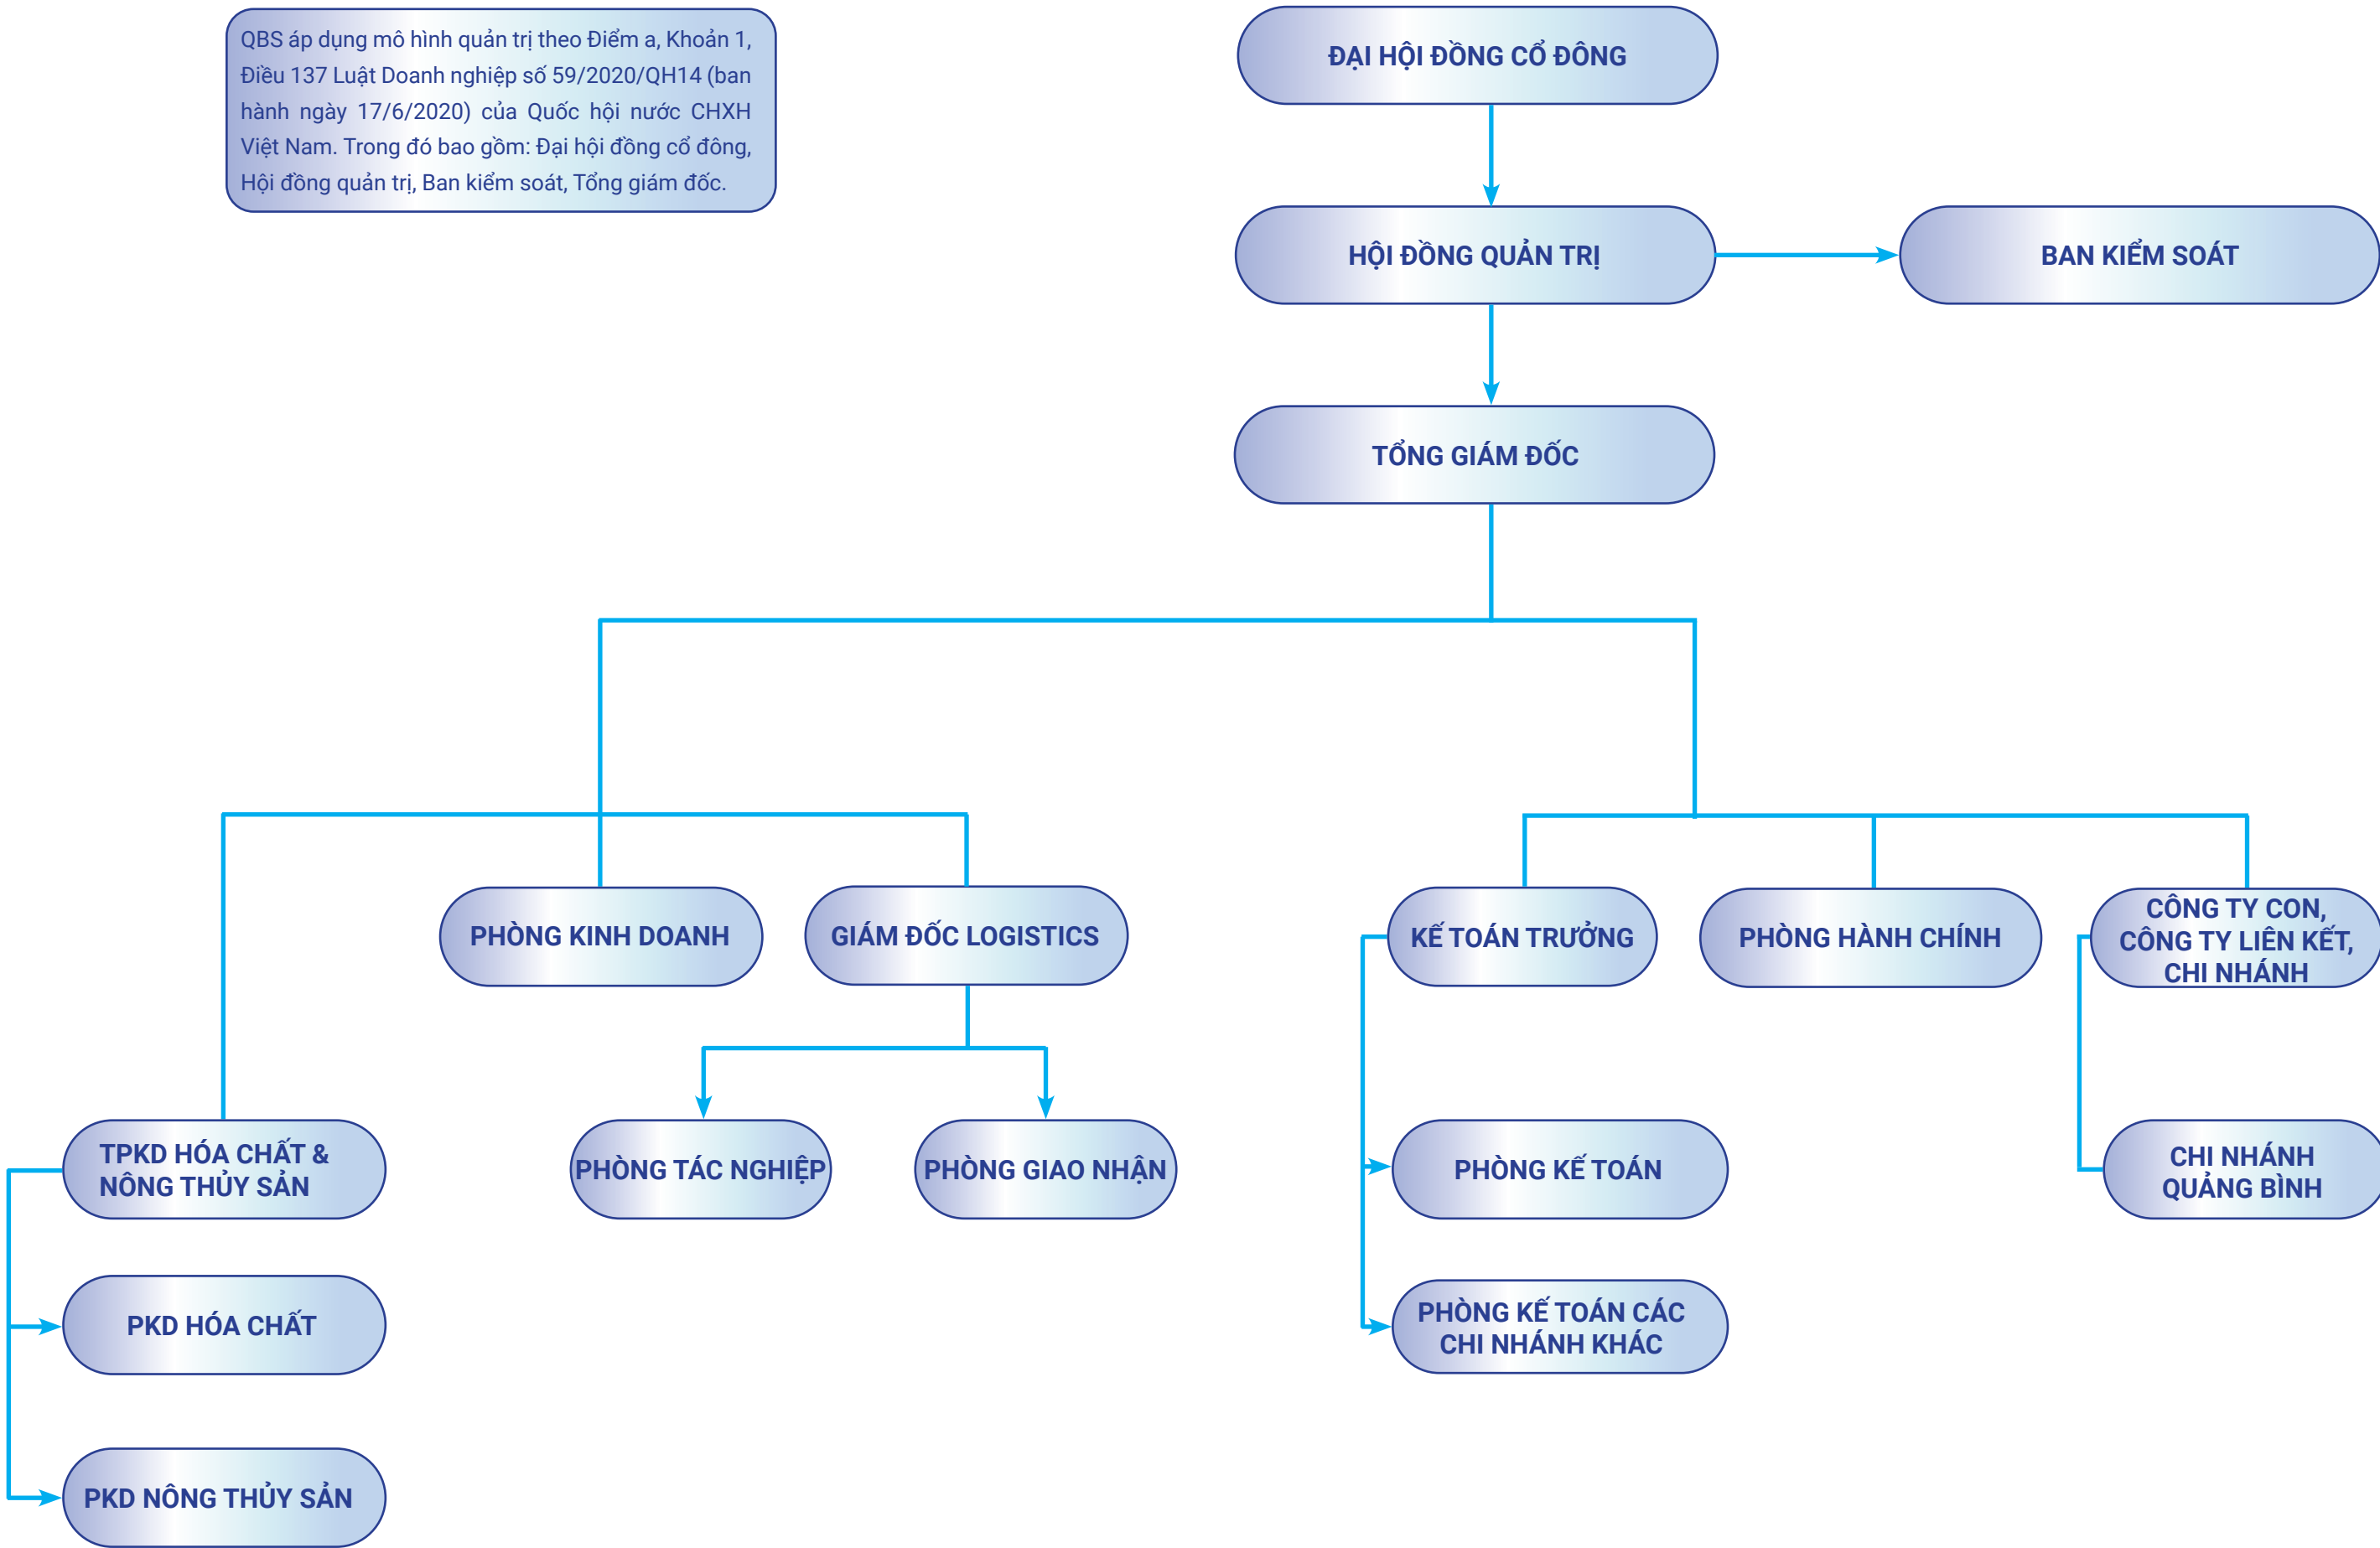 QBS áp dụng mô hình quản trị theo Điểm a, Khoản 1,
Điều 137 Luật Doanh nghiệp số 59/2020/QH14 (ban
hành ngày 17/6/2020) của Quốc hội nước CHXH
Việt Nam. Trong đó bao gồm: Đại hội đồng cổ đông,
Hội đồng quản trị, Ban kiểm soát, Tổng giám đốc.
ĐẠI HỘI ĐỒNG CỔ ĐÔNG
HỘI ĐỒNG QUẢN TRỊ
BAN KIỂM SOÁT
TỔNG GIÁM ĐỐC
PHÒNG KINH DOANH
GIÁM ĐỐC LOGISTICS
KẾ TOÁN TRƯỞNG
PHÒNG HÀNH CHÍNH
CÔNG TY CON,
CÔNG TY LIÊN KẾT,
CHI NHÁNH
TPKD HÓA CHẤT &
NÔNG THỦY SẢN
PHÒNG TÁC NGHIỆP
PHÒNG GIAO NHẬN
PHÒNG KẾ TOÁN
CHI NHÁNH
QUẢNG BÌNH
PKD HÓA CHẤT
PHÒNG KẾ TOÁN CÁC
CHI NHÁNH KHÁC
PKD NÔNG THỦY SẢN